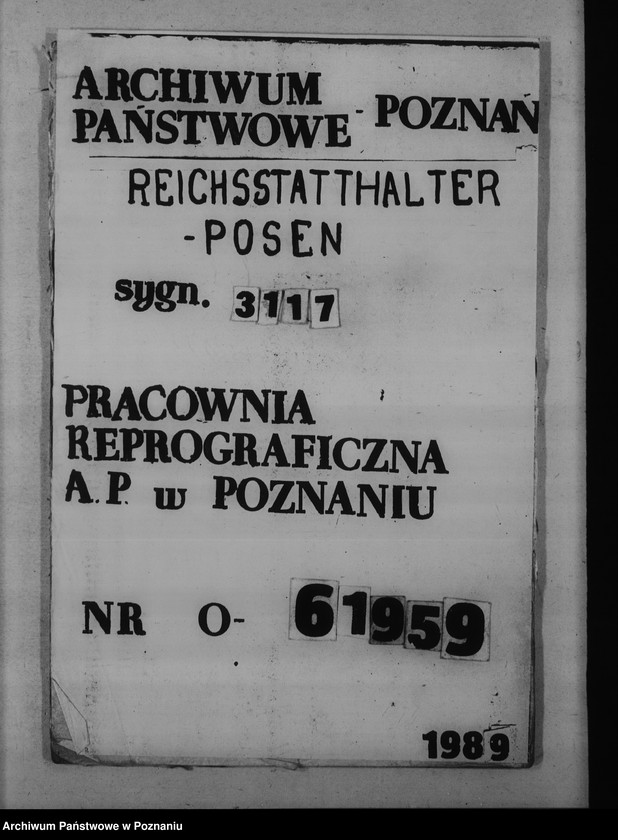 ARCHIWUM
PAŃSTWOWE - POZNAŃ
REICHSSTATTHALTER
-POSEN
sygn. 3117
PRACOWNIA
REPROGRAFICZNA
A.P. w POZNANIU
NR O- 61959
1989
Archiwum Państwowe w Poznaniu